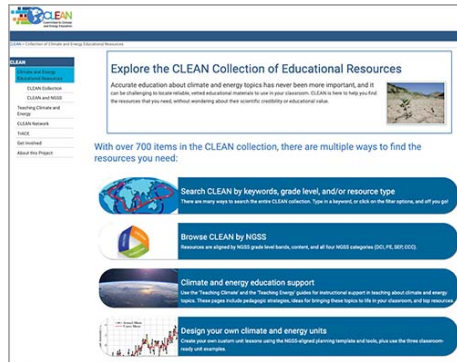 CLEAN
CLEAN > Collection of Climate and Energy Educational Resources
CLEAN
Climate and Energy
Educational Resources
CLEAN Collection
CLEAN and NGSS
Teaching Climate and
Energy
CLEAN Network
TrACE
Get Involved
About this Project
Explore the CLEAN Collection of Educational Resources
Accurate education about climate and energy topics has never been more important, and it
can be challenging to locate reliable, vetted educational materials to use in your classroom. CLEAN is here to help you find
the resources that you need, without wondering about their scientific credibility or educational value.
With over 700 items in the CLEAN collection, there are multiple ways to find the
resources you need:
Search CLEAN by keywords, grade level, and/or resource type
There are many ways to search the entire CLEAN collection. Type in a keyword, or click on the filter options, and off you go!
Browse CLEAN by NGSS
Resources are aligned by NGSS grade level bands, content, and all four NGSS categories (DCI, PE, SEP, CCC).
Climate and energy education support
Use the 'Teaching Climate' and the 'Teaching Energy' guides for instructional support in teaching about climate and energy
topics. These pages include pedagogic strategies, ideas for bringing these topics to life in your classroom, and top resources.
Design your own climate and energy units
Create your own custom unit lessons using the NGSS-aligned planning template and tools, plus use the three classroom-
ready unit examples.